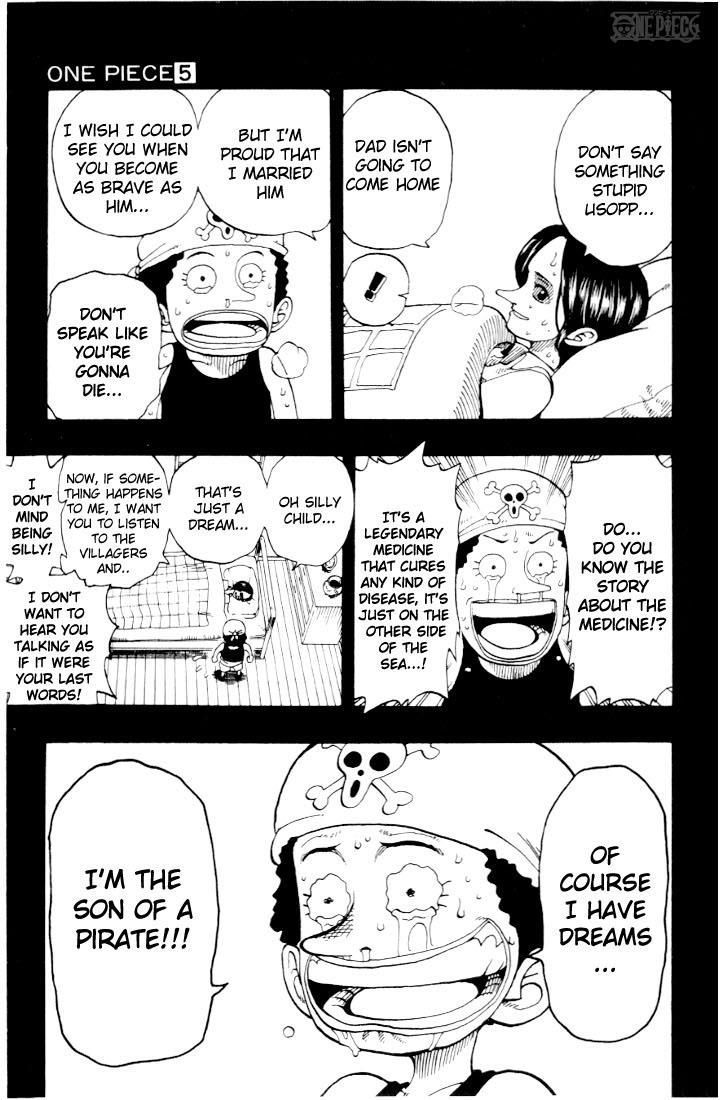 ワンピース
ONE PIECE
ONE PIECE 5
DON'T SAY
SOMETHING
STUPID
USOPP...
DAD ISN'T
GOING TO
COME HOME
!
BUT I'M
PROUD THAT
I MARRIED
HIM
I WISH I COULD
SEE YOU WHEN
YOU BECOME
AS BRAVE AS
HIM...
DON'T
SPEAK LIKE
YOU'RE
GONNA
DIE...
DO...
DO YOU
KNOW THE
STORY
ABOUT THE
MEDICINE!?
IT'S A
LEGENDARY
MEDICINE
THAT CURES
ANY KIND OF
DISEASE, IT'S
JUST ON THE
OTHER SIDE
OF THE
SEA...!
OH SILLY
CHILD...
THAT'S
JUST A
DREAM...
NOW, IF SOME-
THING HAPPENS
TO ME, I WANT
YOU TO LISTEN
TO THE
VILLAGERS
AND..
I
DON'T
MIND
BEING
SILLY!
I DON'T
WANT TO
HEAR YOU
TALKING AS
IF IT WERE
YOUR LAST
WORDS!
OF
COURSE
I HAVE
DREAMS
...
I'M THE
SON OF A
PIRATE!!!